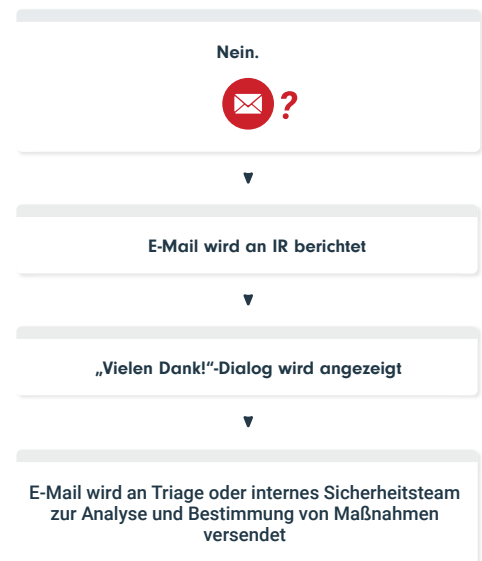 Nein.
?
E-Mail wird an IR berichtet
„Vielen Dank!“-Dialog wird angezeigt
E-Mail wird an Triage oder internes Sicherheitsteam
zur Analyse und Bestimmung von Maßnahmen
versendet